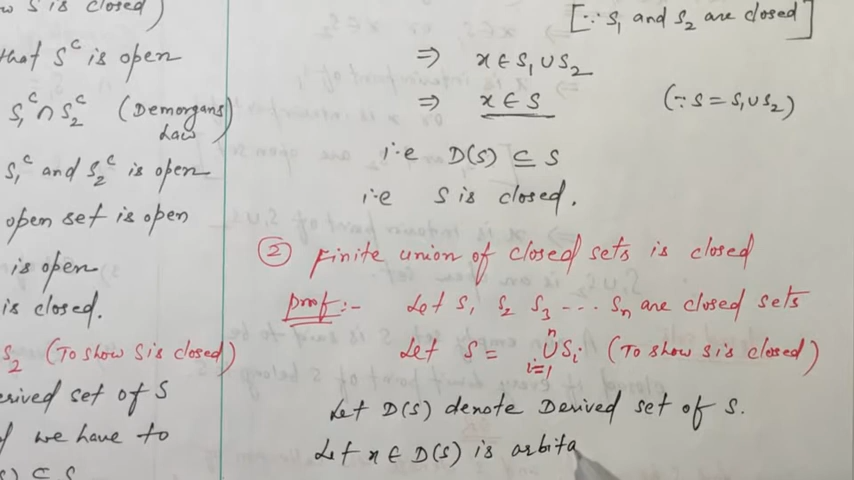 w S is closed)
that S^c is open
S₁^c ∩ S₂^c (Demorgans Law)
S₁^c and S₂^c is open
open set is open
is open
is closed.
S₂ (To show S is closed)
erived set of S
we have to
⊆ S
[∵ S₁ and S₂ are closed]
⇒ x ∈ S₁ ∪ S₂
⇒ x ∈ S (∵ S = S₁ ∪ S₂)
i.e D(S) ⊆ S
i.e S is closed.
② Finite union of closed sets is closed
Prof:- Let S₁ S₂ S₃ --- Sn are closed sets
Let S = ⋃ⁿᵢ₌₁ Sᵢ (To show S is closed)
Let D(S) denote Derived set of S.
Let x ∈ D(S) is arbita